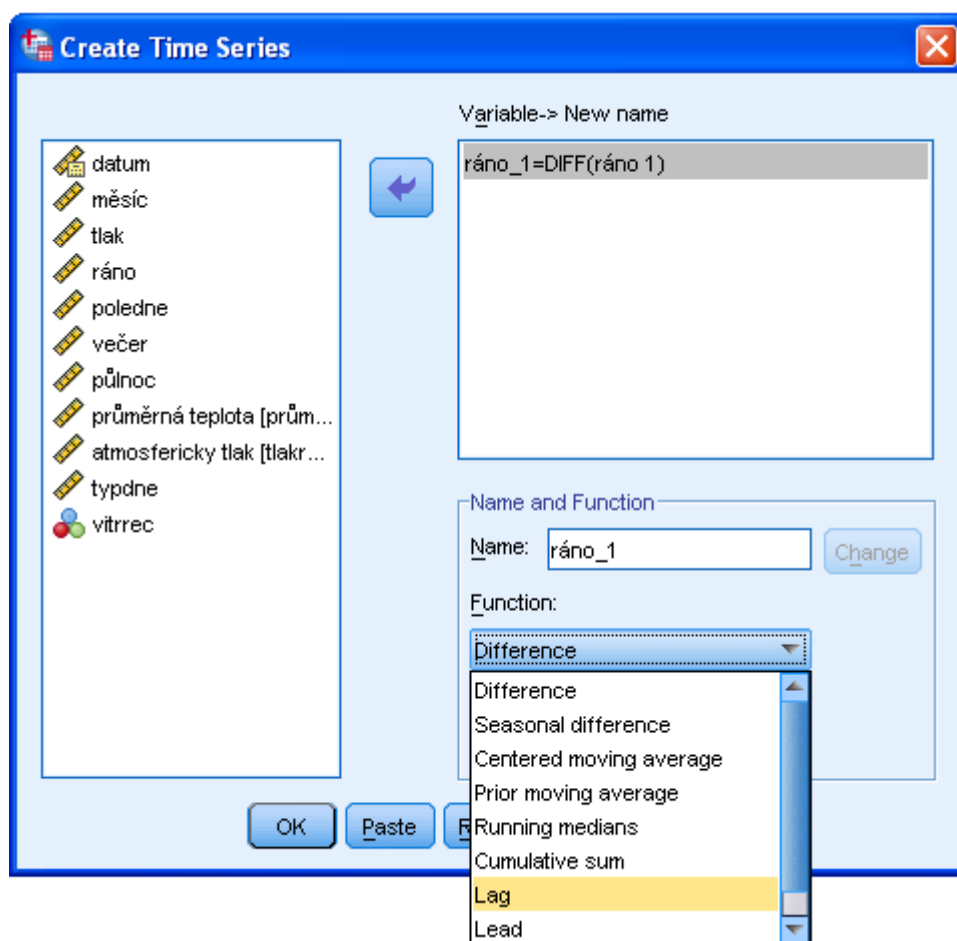 Create Time Series
Variable-> New name
datum
měsíc
tlak
ráno
poledne
večer
půlnoc
průměrná teplota [prům...
atmosfericky tlak [tlakr...
typdne
vitrrec
ráno_1=DIFF(ráno 1)
Name and Function
Name: ráno_1 Change
Function:
Difference
Difference
Seasonal difference
Centered moving average
Prior moving average
Running medians
Cumulative sum
Lag
Lead
OK Paste R